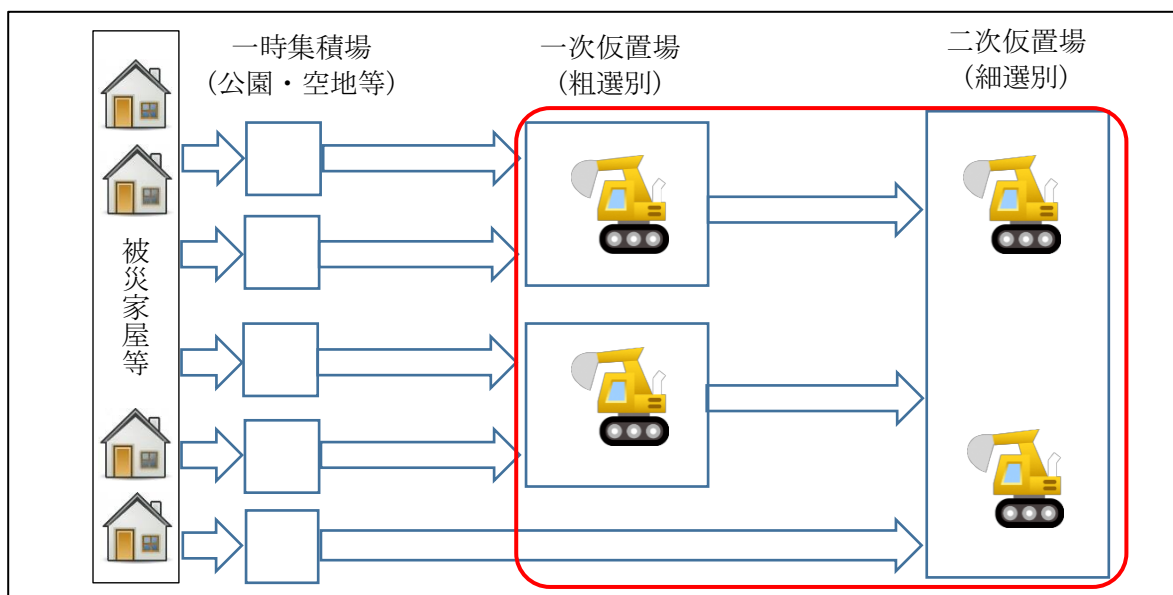 一時集積場
（公園・空地等）
一次仮置場
（粗選別）
二次仮置場
（細選別）
被災家屋等